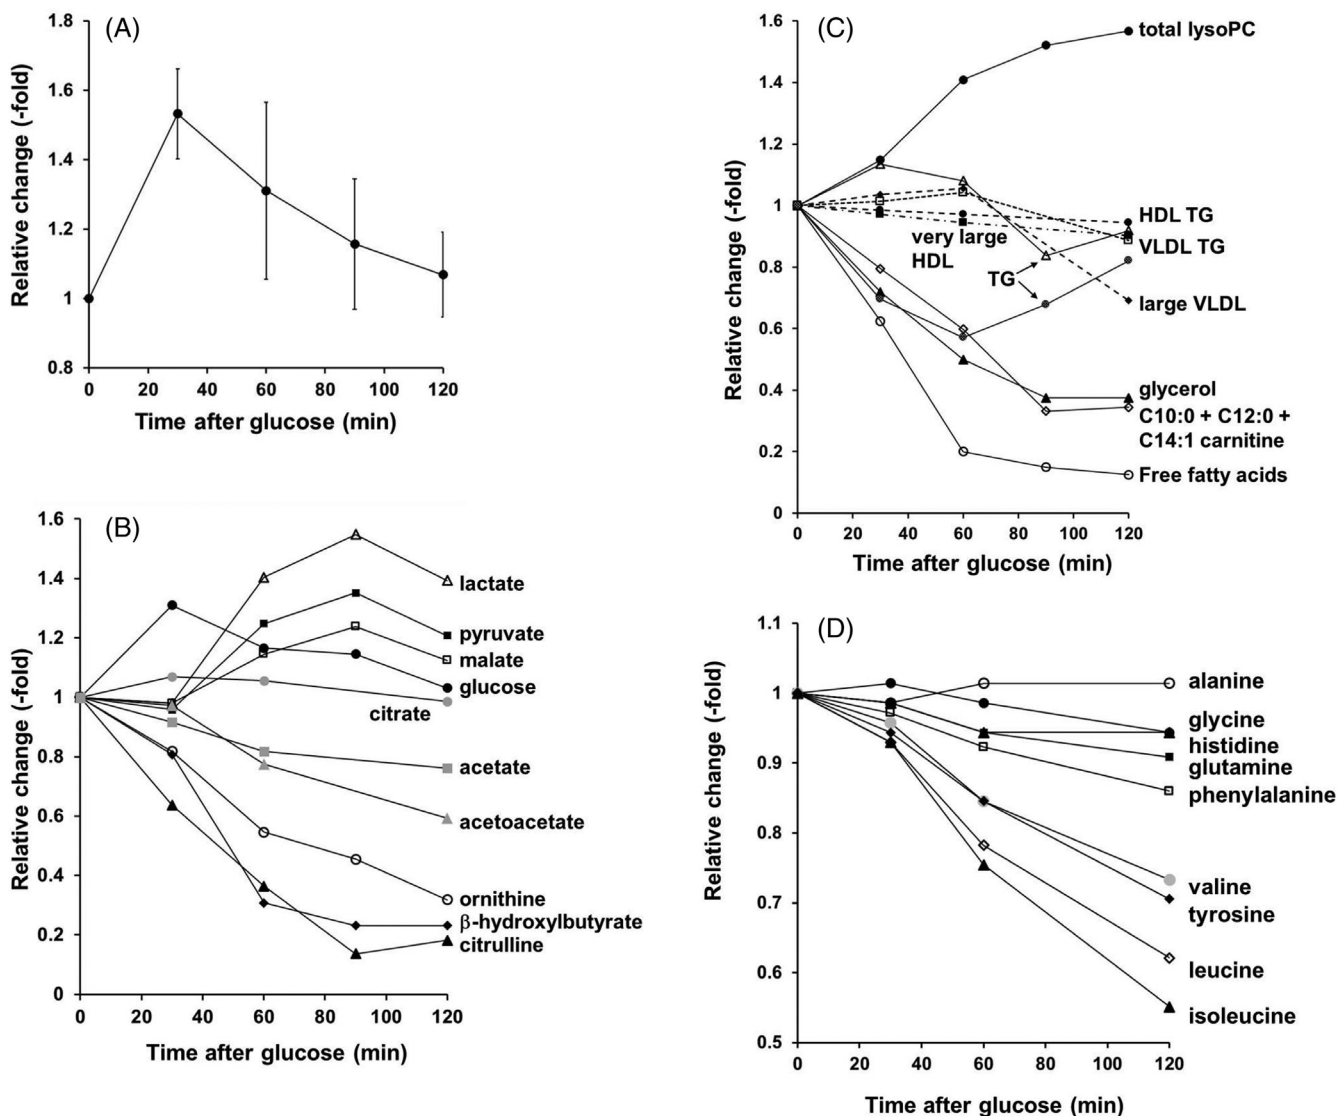 (A)
1.8
1.6
1.4
1.2
1
0.8
Relative change (-fold)
0 20 40 60 80 100 120
Time after glucose (min)
(B)
1.6
1.4
1.2
1
0.8
0.6
0.4
0.2
0
Relative change (-fold)
lactate
pyruvate
malate
glucose
citrate
acetate
acetoacetate
ornithine
β-hydroxylbutyrate
citrulline
0 20 40 60 80 100 120
Time after glucose (min)
(C)
1.6
1.4
1.2
1
0.8
0.6
0.4
0.2
0
Relative change (-fold)
total lysoPC
HDL TG
very large
HDL
VLDL TG
TG
large VLDL
glycerol
C10:0 + C12:0 +
C14:1 carnitine
Free fatty acids
0 20 40 60 80 100 120
Time after glucose (min)
(D)
1.1
1
0.9
0.8
0.7
0.6
0.5
Relative change (-fold)
alanine
glycine
histidine
glutamine
phenylalanine
valine
tyrosine
leucine
isoleucine
0 20 40 60 80 100 120
Time after glucose (min)